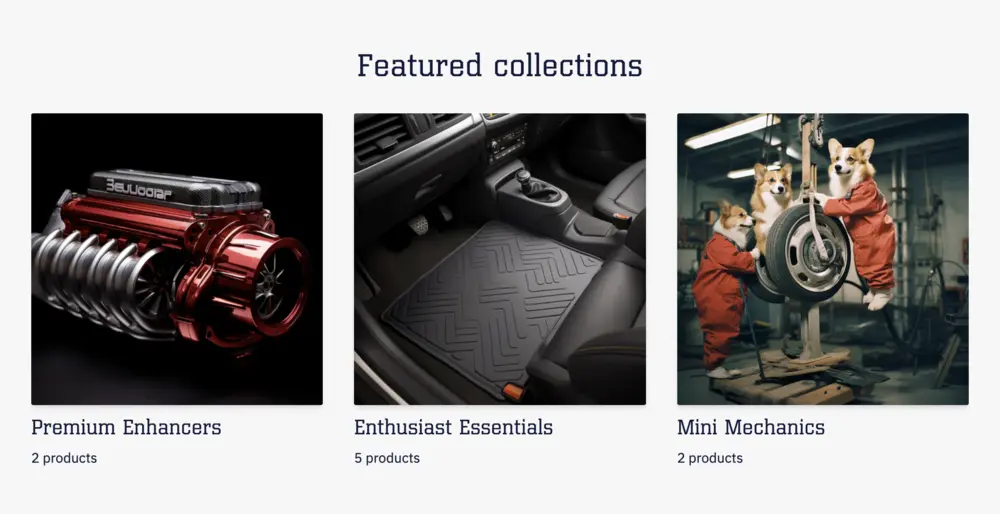 Featured collections
Premium Enhancers
2 products
Enthusiast Essentials
5 products
Mini Mechanics
2 products